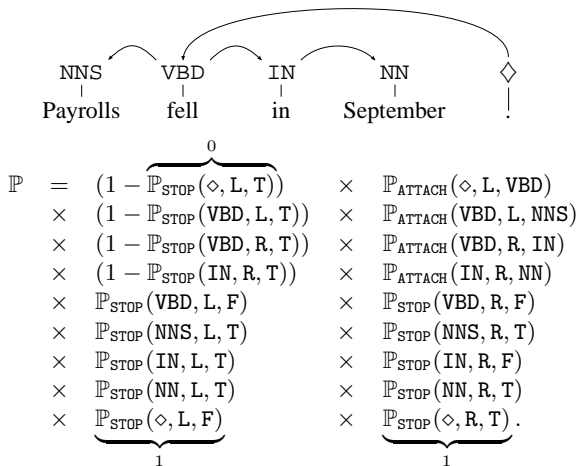 NNS VBD IN NN ◇
Payrolls fell in September .
0
ℙ = (1 − ℙSTOP(⋄, L, T)) × ℙATTACH(⋄, L, VBD)
× (1 − ℙSTOP(VBD, L, T)) × ℙATTACH(VBD, L, NNS)
× (1 − ℙSTOP(VBD, R, T)) × ℙATTACH(VBD, R, IN)
× (1 − ℙSTOP(IN, R, T)) × ℙATTACH(IN, R, NN)
× ℙSTOP(VBD, L, F) × ℙSTOP(VBD, R, F)
× ℙSTOP(NNS, L, T) × ℙSTOP(NNS, R, T)
× ℙSTOP(IN, L, T) × ℙSTOP(IN, R, F)
× ℙSTOP(NN, L, T) × ℙSTOP(NN, R, T)
× ℙSTOP(⋄, L, F) × ℙSTOP(⋄, R, T) .
1 1